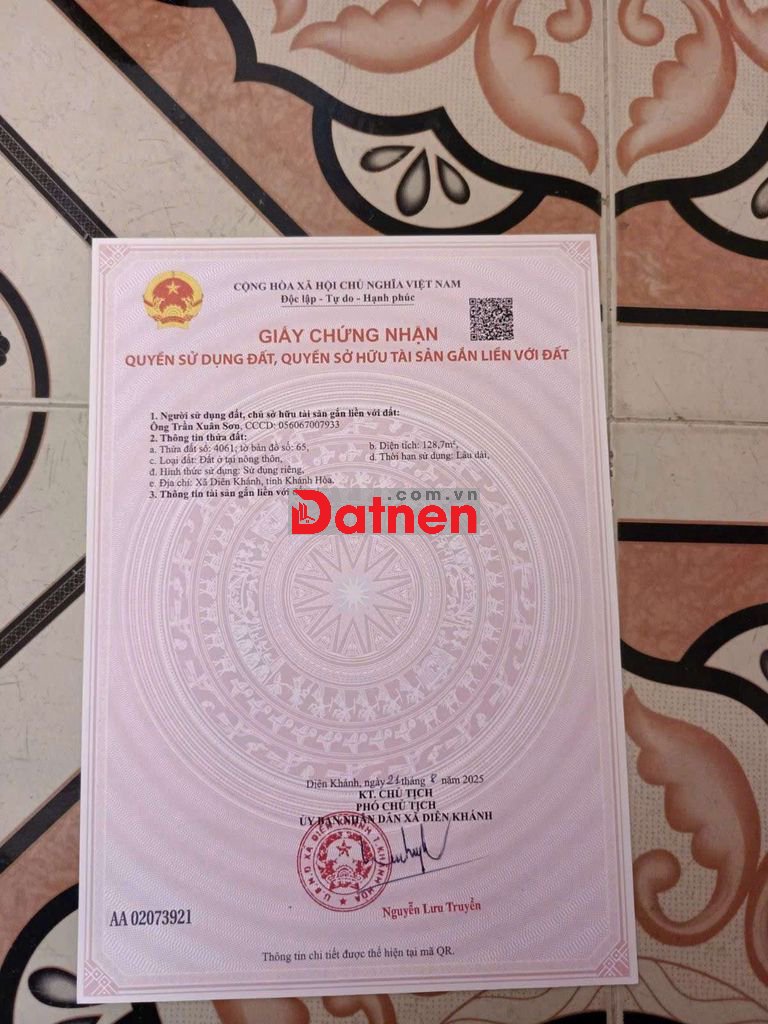 CỘNG HÒA XÃ HỘI CHỦ NGHĨA VIỆT NAM
Độc lập - Tự do - Hạnh phúc
GIẤY CHỨNG NHẬN
QUYỀN SỬ DỤNG ĐẤT, QUYỀN SỞ HỮU TÀI SẢN GẮN LIỀN VỚI ĐẤT
1. Người sử dụng đất, chủ sở hữu tài sản gắn liền với đất:
Ông Trần Xuân Sơn, CCCD: 056067007933
2. Thông tin thửa đất:
a. Thửa đất số: 4061; tờ bản đồ số: 65, b. Diện tích: 128,7m²,
c. Loại đất: Đất ở tại nông thôn, d. Thời hạn sử dụng: Lâu dài,
đ. Hình thức sử dụng: Sử dụng riêng,
e. Địa chỉ: Xã Diên Khánh, tỉnh Khánh Hòa.
3. Thông tin tài sản gắn liền với
.com.vn
Datnen
Diên Khánh, ngày 21 tháng 8 năm 2025
KT. CHỦ TỊCH
PHÓ CHỦ TỊCH
ỦY BAN NHÂN DÂN XÃ DIÊN KHÁNH
U.B.N.D XÃ DIÊN KHÁNH T.KHÁNH HÒA
Nguyễn Lưu Truyền
AA 02073921
Thông tin chi tiết được thể hiện tại mã QR.